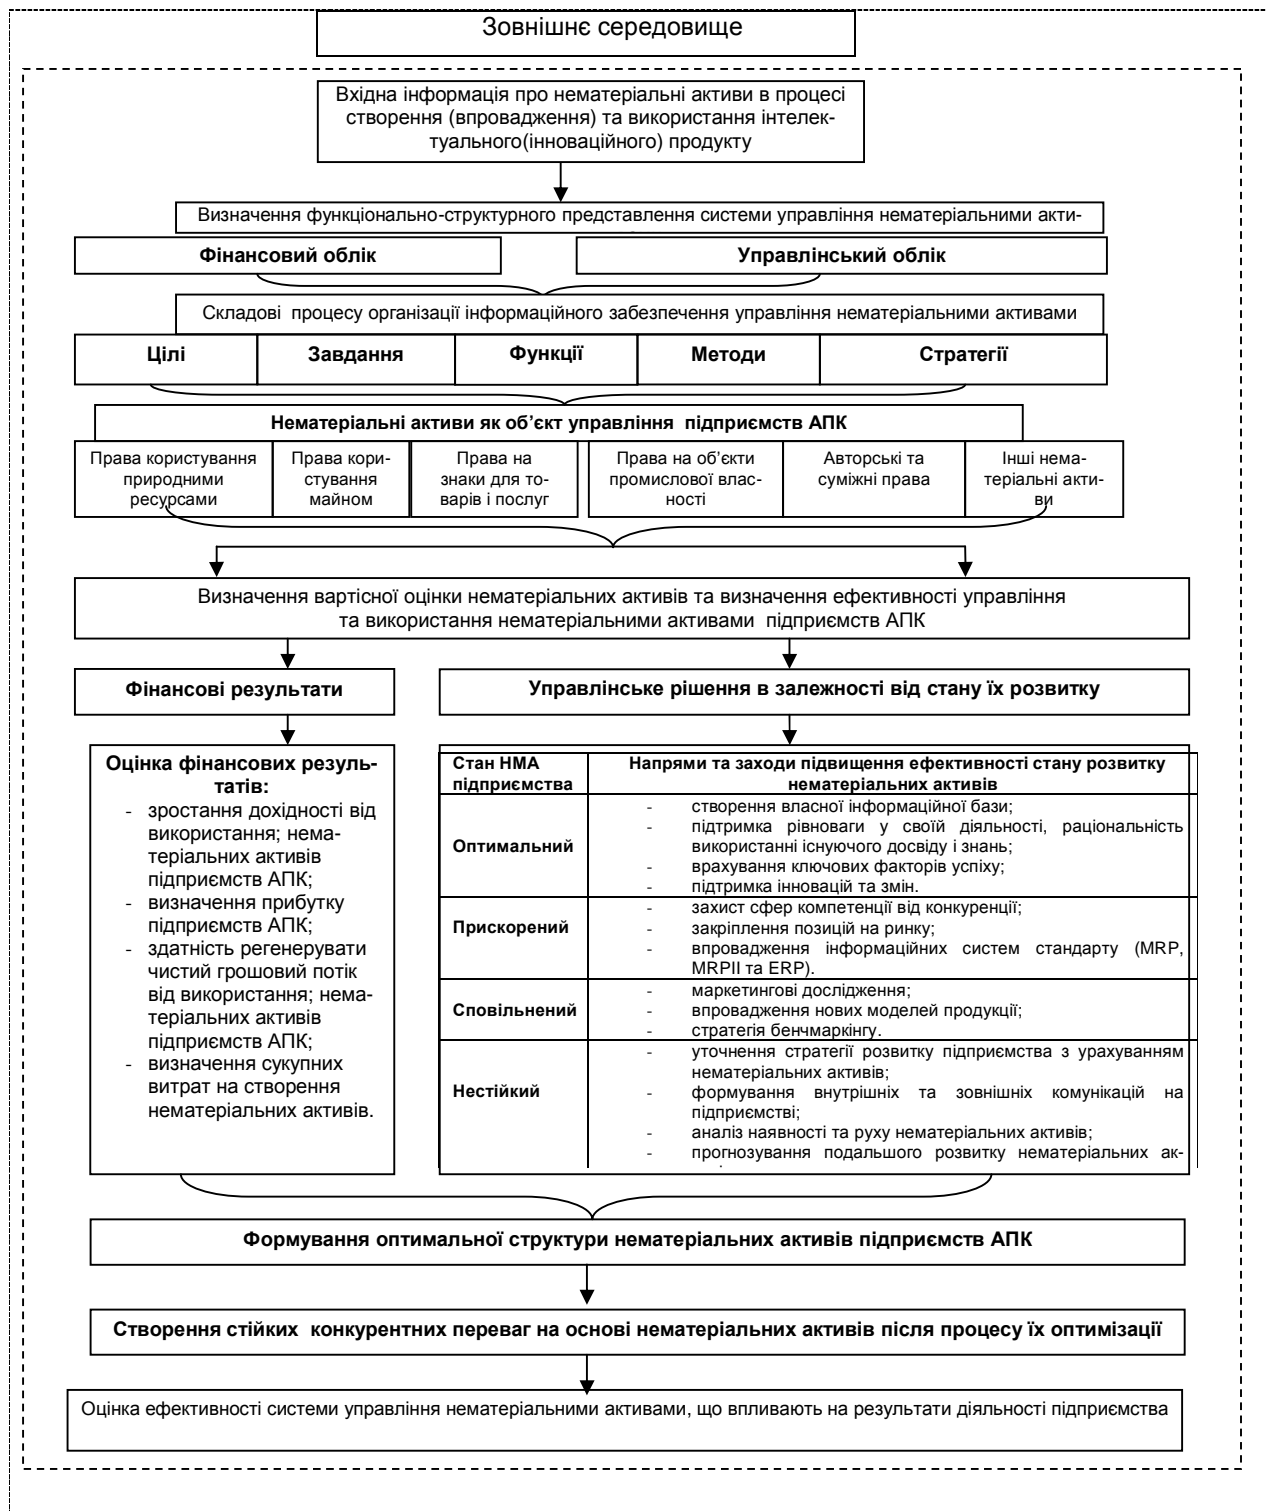 Зовнішнє середовище
Вхідна інформація про нематеріальні активи в процесі
створення (впровадження) та використання інтелек-
туального(інноваційного) продукту
Визначення функціонально-структурного представлення системи управління нематеріальними акти-
Фінансовий облік
Управлінський облік
Складові процесу організації інформаційного забезпечення управління нематеріальними активами
Цілі
Завдання
Функції
Методи
Стратегії
Нематеріальні активи як об’єкт управління підприємств АПК
Права користування
природними
ресурсами
Права кори-
стування
майном
Права на
знаки для то-
варів і послуг
Права на об’єкти
промислової влас-
ності
Авторські та
суміжні права
Інші нема-
теріальні акти-
ви
Визначення вартісної оцінки нематеріальних активів та визначення ефективності управління
та використання нематеріальними активами підприємств АПК
Фінансові результати
Управлінське рішення в залежності від стану їх розвитку
Оцінка фінансових резуль-
татів:
- зростання дохідності від
використання; нема-
теріальних активів
підприємств АПК;
- визначення прибутку
підприємств АПК;
- здатність регенерувати
чистий грошовий потік
від використання; нема-
теріальних активів
підприємств АПК;
- визначення сукупних
витрат на створення
нематеріальних активів.
Стан НМА
підприємства
Напрями та заходи підвищення ефективності стану розвитку
нематеріальних активів
Оптимальний
- створення власної інформаційної бази;
- підтримка рівноваги у своїй діяльності, раціональність
використанні існуючого досвіду і знань;
- врахування ключових факторів успіху;
- підтримка інновацій та змін.
Прискорений
- захист сфер компетенції від конкуренції;
- закріплення позицій на ринку;
- впровадження інформаційних систем стандарту (MRP,
MRPII та ERP).
Сповільнений
- маркетингові дослідження;
- впровадження нових моделей продукції;
- стратегія бенчмаркінгу.
Нестійкий
- уточнення стратегії розвитку підприємства з урахуванням
нематеріальних активів;
- формування внутрішніх та зовнішніх комунікацій на
підприємстві;
- аналіз наявності та руху нематеріальних активів;
- прогнозування подальшого розвитку нематеріальних ак-
Формування оптимальної структури нематеріальних активів підприємств АПК
Створення стійких конкурентних переваг на основі нематеріальних активів після процесу їх оптимізації
Оцінка ефективності системи управління нематеріальними активами, що впливають на результати діяльності підприємства